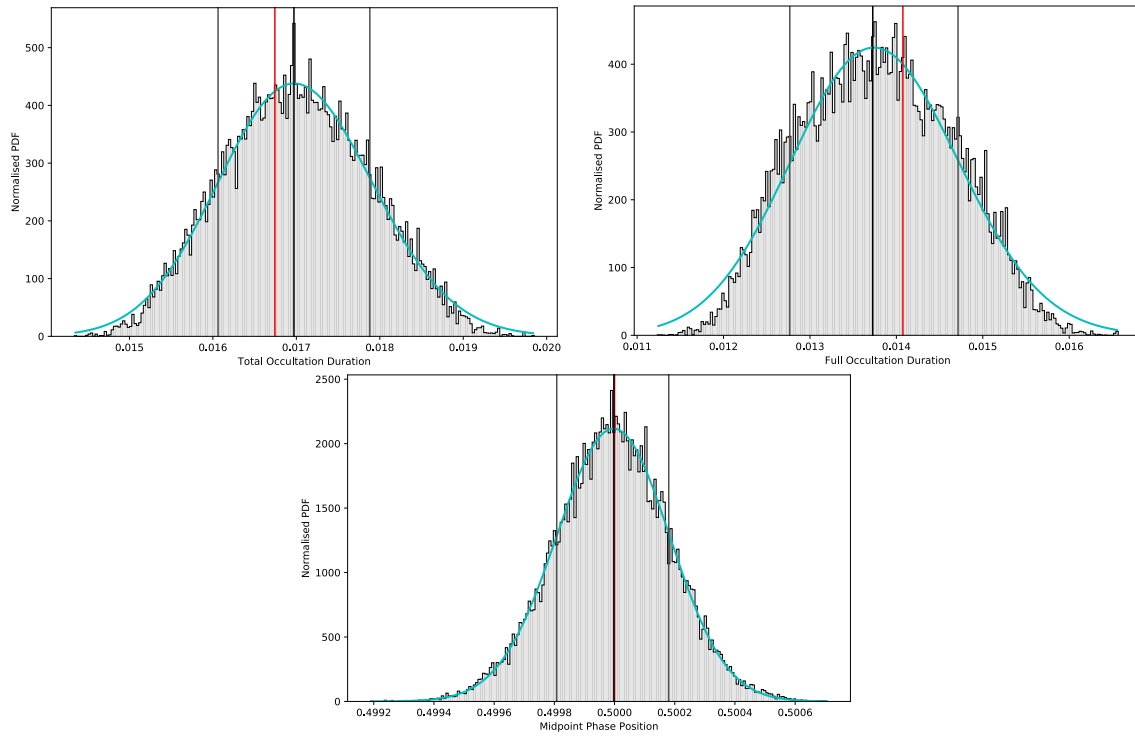 Normalised PDF
500
400
300
200
100
0
0.015 0.016 0.017 0.018 0.019 0.020
Total Occultation Duration
Normalised PDF
400
300
200
100
0
0.011 0.012 0.013 0.014 0.015 0.016
Full Occultation Duration
Normalised PDF
2500
2000
1500
1000
500
0
0.4992 0.4994 0.4996 0.4998 0.5000 0.5002 0.5004 0.5006
Midpoint Phase Position